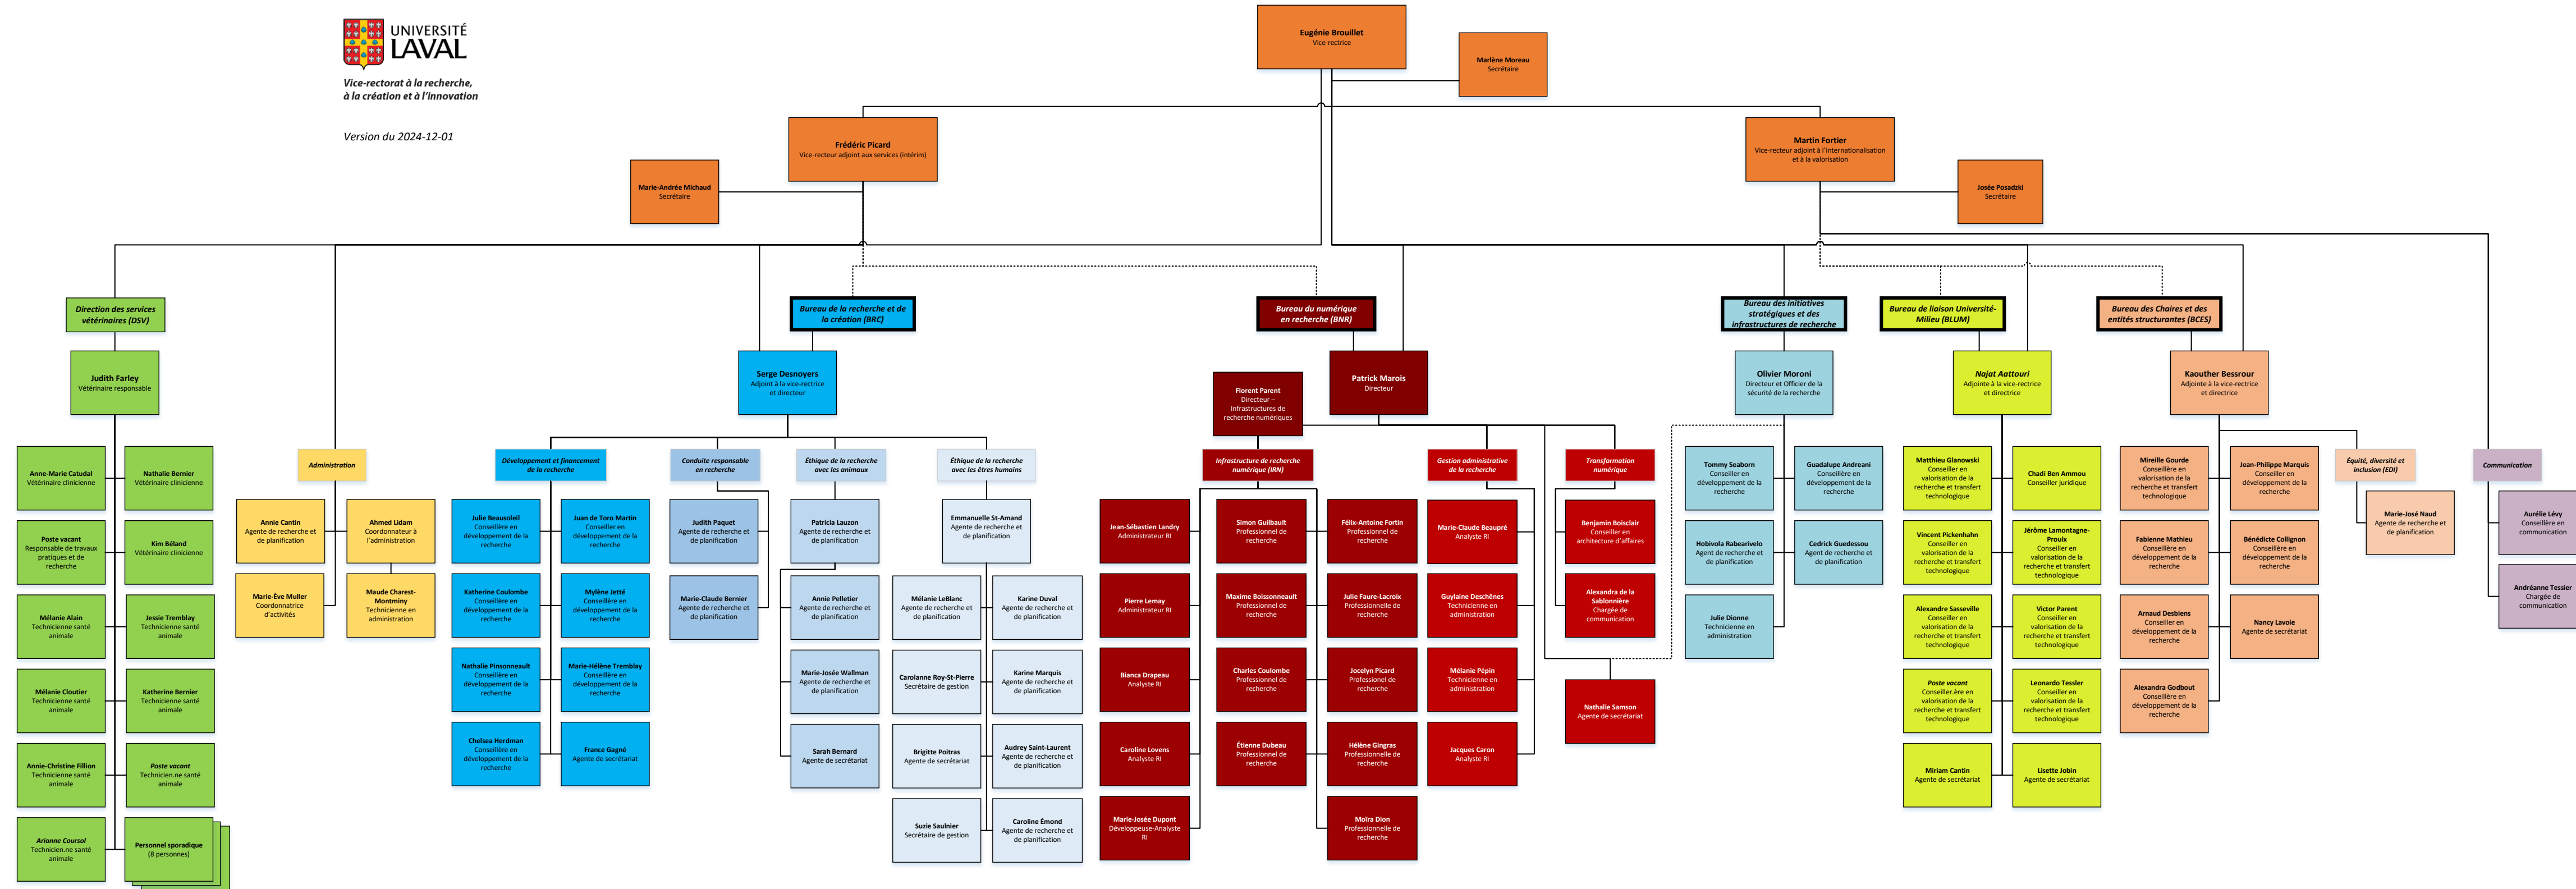 UNIVERSITÉ
LAVAL
Vice-rectorat à la recherche,
à la création et à l'innovation
Version du 2024-12-01
Eugénie Brouillet
Vice-rectrice
Marlène Moreau
Secrétaire
Frédéric Picard
Vice-recteur adjoint aux services (intérim)
Marie-Andrée Michaud
Secrétaire
Martin Fortier
Vice-recteur adjoint à l'internationalisation
et à la valorisation
Josée Posadzki
Secrétaire
Direction des services
vétérinaires (DSV)
Judith Farley
Vétérinaire responsable
Anne-Marie Catudal
Vétérinaire clinicienne
Nathalie Bernier
Vétérinaire clinicienne
Poste vacant
Responsable de travaux
pratiques et de
recherche
Kim Béland
Vétérinaire clinicienne
Mélanie Alain
Technicienne santé
animale
Jessie Tremblay
Technicienne santé
animale
Mélanie Cloutier
Technicienne santé
animale
Katherine Bernier
Technicienne santé
animale
Annie-Christine Fillion
Technicienne santé
animale
Poste vacant
Technicien.ne santé
animale
Arianne Coursol
Technicien.ne santé
animale
Personnel sporadique
(8 personnes)
Administration
Annie Cantin
Agente de recherche et
de planification
Ahmed Lidam
Coordonnateur à
l'administration
Marie-Ève Muller
Coordonnatrice
d'activités
Maude Charest-
Montminy
Technicienne en
administration
Bureau de la recherche et de
la création (BRC)
Serge Desnoyers
Adjoint à la vice-rectrice
et directeur
Développement et financement
de la recherche
Julie Beausoleil
Conseillère en
développement de la
recherche
Juan de Toro Martin
Conseiller en
développement de la
recherche
Katherine Coulombe
Conseillère en
développement de la
recherche
Mylène Jetté
Conseillère en
développement de la
recherche
Nathalie Pinsonneault
Conseillère en
développement de la
recherche
Marie-Hélène Tremblay
Conseillère en
développement de la
recherche
Chelsea Herdman
Conseillère en
développement de la
recherche
France Gagné
Agente de secrétariat
Conduite responsable
en recherche
Judith Paquet
Agente de recherche et
de planification
Marie-Claude Bernier
Agente de recherche et
de planification
Éthique de la recherche
avec les animaux
Patricia Lauzon
Agente de recherche et
de planification
Annie Pelletier
Agente de recherche et
de planification
Marie-Josée Wallman
Agente de recherche et
de planification
Sarah Bernard
Agente de secrétariat
Éthique de la recherche
avec les êtres humains
Emmanuelle St-Amand
Agente de recherche et
de planification
Mélanie LeBlanc
Agente de recherche et
de planification
Karine Duval
Agente de recherche et
de planification
Carolanne Roy-St-Pierre
Secrétaire de gestion
Karine Marquis
Agente de recherche et
de planification
Brigitte Poitras
Agente de secrétariat
Audrey Saint-Laurent
Agente de recherche et
de planification
Suzie Saulnier
Secrétaire de gestion
Caroline Émond
Agente de recherche et
de planification
Bureau du numérique
en recherche (BNR)
Patrick Marois
Directeur
Florent Parent
Directeur –
Infrastructures de
recherche numériques
Infrastructure de recherche
numérique (IRN)
Jean-Sébastien Landry
Administrateur RI
Simon Guilbault
Professionnel de
recherche
Félix-Antoine Fortin
Professionnel de
recherche
Pierre Lemay
Administrateur RI
Maxime Boissonneault
Professionnel de
recherche
Julie Faure-Lacroix
Professionnelle de
recherche
Bianca Drapeau
Analyste RI
Charles Coulombe
Professionnel de
recherche
Jocelyn Picard
Professionel de
recherche
Caroline Lovens
Analyste RI
Étienne Dubeau
Professionnel de
recherche
Hélène Gingras
Professionnelle de
recherche
Marie-Josée Dupont
Développeuse-Analyste
RI
Moïra Dion
Professionnelle de
recherche
Gestion administrative
de la recherche
Marie-Claude Beaupré
Analyste RI
Guylaine Deschênes
Technicienne en
administration
Mélanie Pépin
Technicienne en
administration
Jacques Caron
Analyste RI
Transformation
numérique
Benjamin Boisclair
Conseiller en
architecture d'affaires
Alexandra de la
Sablonnière
Chargée de
communication
Nathalie Samson
Agente de secrétariat
Bureau des initiatives
stratégiques et des
infrastructures de recherche
Olivier Moroni
Directeur et Officier de la
sécurité de la recherche
Tommy Seaborn
Conseiller en
développement de la
recherche
Guadalupe Andreani
Conseillère en
développement de la
recherche
Hobivola Rabearivelo
Agent de recherche et
de planification
Cedrick Guedessou
Agent de recherche et
de planification
Julie Dionne
Technicienne en
administration
Bureau de liaison Université-
Milieu (BLUM)
Najat Aattouri
Adjointe à la vice-rectrice
et directrice
Matthieu Glanowski
Conseiller en
valorisation de la
recherche et transfert
technologique
Chadi Ben Ammou
Conseiller juridique
Vincent Pickenhahn
Conseiller en
valorisation de la
recherche et transfert
technologique
Jérôme Lamontagne-
Proulx
Conseiller en
valorisation de la
recherche et transfert
technologique
Alexandre Sasseville
Conseiller en
valorisation de la
recherche et transfert
technologique
Victor Parent
Conseiller en
valorisation de la
recherche et transfert
technologique
Poste vacant
Conseiller.ère en
valorisation de la
recherche et transfert
technologique
Leonardo Tessler
Conseiller en
valorisation de la
recherche et transfert
technologique
Miriam Cantin
Agente de secrétariat
Lisette Jobin
Agente de secrétariat
Bureau des Chaires et des
entités structurantes (BCES)
Kaouther Bessrour
Adjointe à la vice-rectrice
et directrice
Mireille Gourde
Conseillère en
valorisation de la
recherche et transfert
technologique
Jean-Philippe Marquis
Conseiller en
développement de la
recherche
Fabienne Mathieu
Conseillère en
développement de la
recherche
Bénédicte Collignon
Conseillère en
développement de la
recherche
Arnaud Desbiens
Conseiller en
développement de la
recherche
Nancy Lavoie
Agente de secrétariat
Alexandra Godbout
Conseillère en
développement de la
recherche
Équité, diversité et
inclusion (EDI)
Marie-José Naud
Agente de recherche et
de planification
Communication
Aurélie Lévy
Conseillère en
communication
Andréanne Tessier
Chargée de
communication